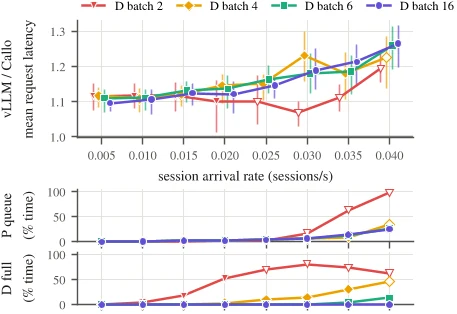 D batch 2 D batch 4 D batch 6 D batch 16
vLLM / Callo
mean request latency
1.3
1.2
1.1
1.0
0.005 0.010 0.015 0.020 0.025 0.030 0.035 0.040
session arrival rate (sessions/s)
P queue
(% time)
100
50
0
D full
(% time)
100
50
0